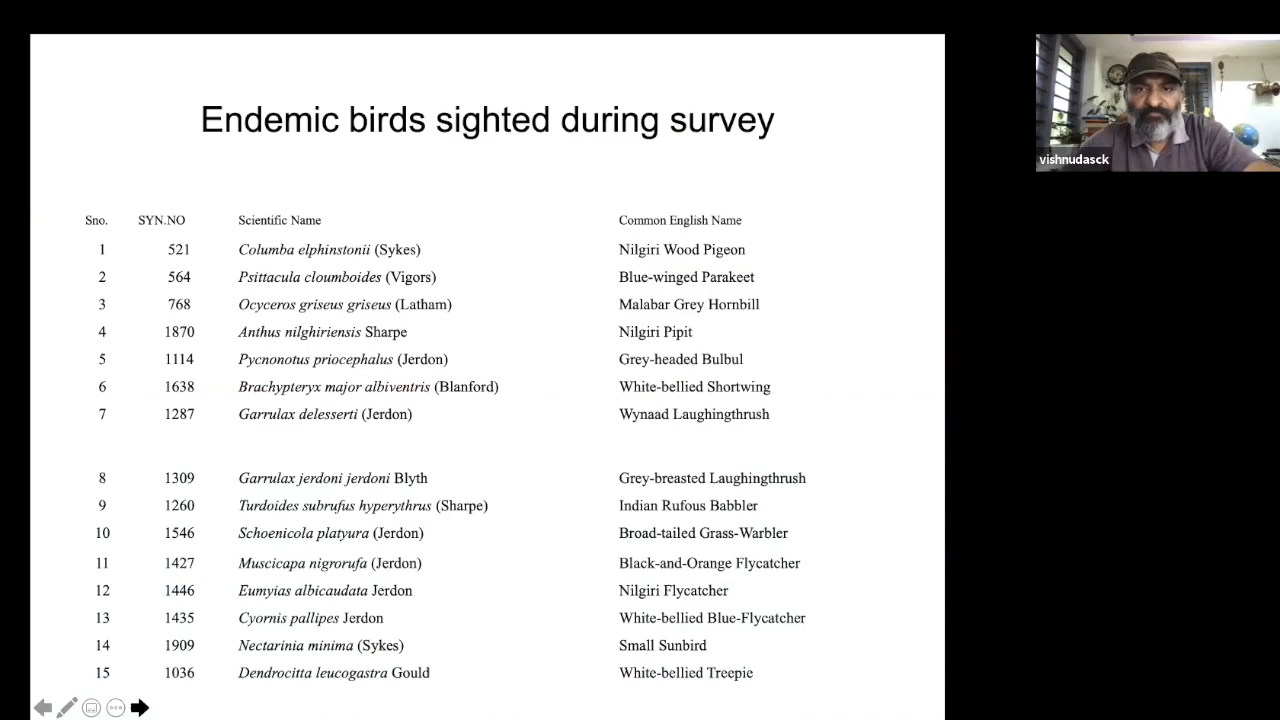 Endemic birds sighted during survey
Sno. SYN.NO Scientific Name Common English Name
1 521 Columba elphinstonii (Sykes) Nilgiri Wood Pigeon
2 564 Psittacula cloumboides (Vigors) Blue-winged Parakeet
3 768 Ocyceros griseus griseus (Latham) Malabar Grey Hornbill
4 1870 Anthus nilghiriensis Sharpe Nilgiri Pipit
5 1114 Pycnonotus priocephalus (Jerdon) Grey-headed Bulbul
6 1638 Brachypteryx major albiventris (Blanford) White-bellied Shortwing
7 1287 Garrulax delesserti (Jerdon) Wynaad Laughingthrush
8 1309 Garrulax jerdoni jerdoni Blyth Grey-breasted Laughingthrush
9 1260 Turdoides subrufus hyperythrus (Sharpe) Indian Rufous Babbler
10 1546 Schoenicola platyura (Jerdon) Broad-tailed Grass-Warbler
11 1427 Muscicapa nigrorufa (Jerdon) Black-and-Orange Flycatcher
12 1446 Eumyias albicaudata Jerdon Nilgiri Flycatcher
13 1435 Cyornis pallipes Jerdon White-bellied Blue-Flycatcher
14 1909 Nectarinia minima (Sykes) Small Sunbird
15 1036 Dendrocitta leucogastra Gould White-bellied Treepie
vishnudasck